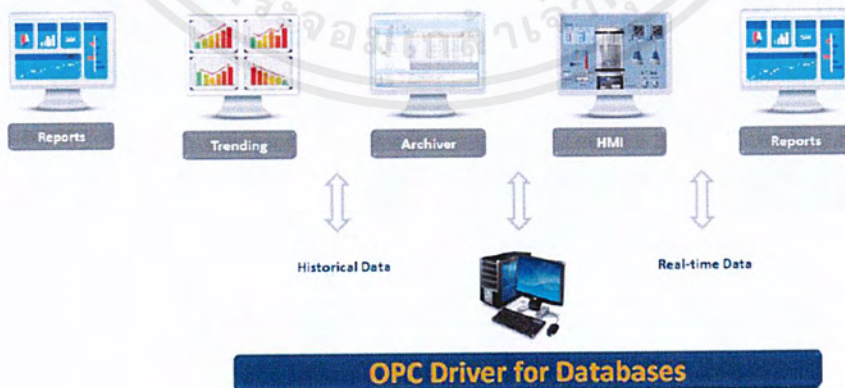 Reports
Trending
Archiver
HMI
Reports
Historical Data
Real-time Data
OPC Driver for Databases